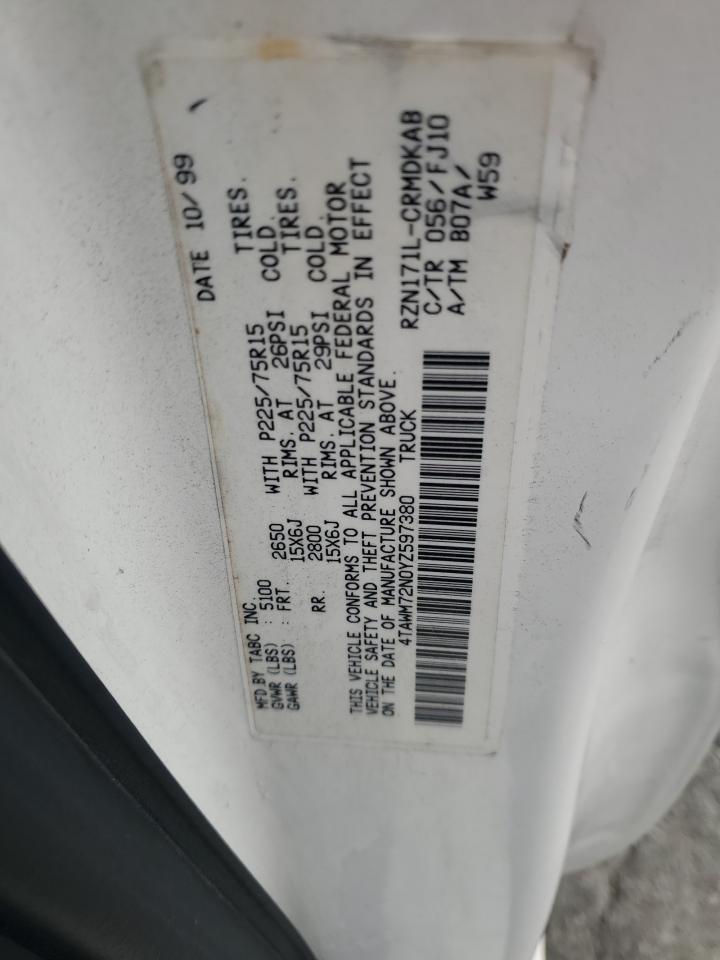 MFD.BY TABC INC. DATE 10/99
GVWR (LBS) : 5100
GAWR (LBS) : FRT. 2650 WITH P225/75R15 TIRES.
15X6J RIMS. AT 26PSI COLD.
RR. 2800 WITH P225/75R15 TIRES.
15X6J RIMS. AT 29PSI COLD.
THIS VEHICLE CONFORMS TO ALL APPLICABLE FEDERAL MOTOR
VEHICLE SAFETY AND THEFT PREVENTION STANDARDS IN EFFECT
ON THE DATE OF MANUFACTURE SHOWN ABOVE.
4TAWM72N0YZ597380 TRUCK
RZN171L-CRMDKAB
C/TR 056/FJ10
A/TM B07A/
W59